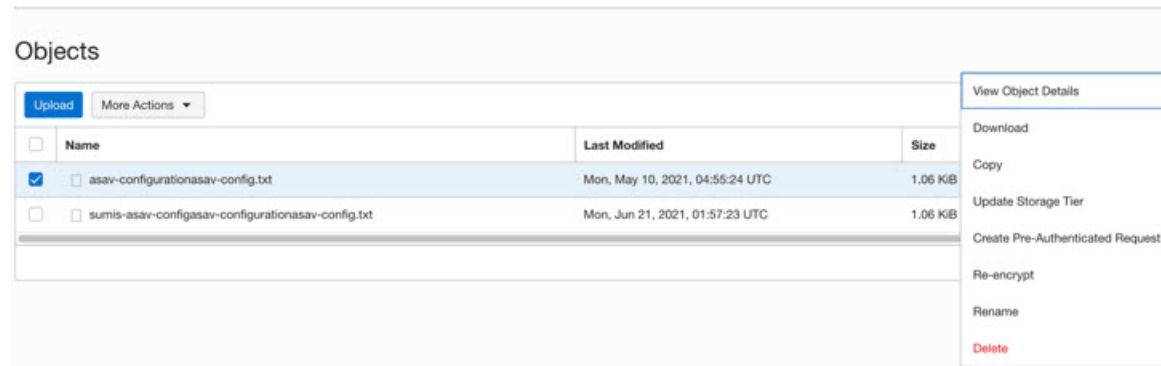 Objects
Upload More Actions
Name Last Modified Size
asav-configurationasav-config.txt Mon, May 10, 2021, 04:55:24 UTC 1.06 KiB
sumis-asav-configasav-configurationasav-config.txt Mon, Jun 21, 2021, 01:57:23 UTC 1.06 KiB
View Object Details
Download
Copy
Update Storage Tier
Create Pre-Authenticated Request
Re-encrypt
Rename
Delete